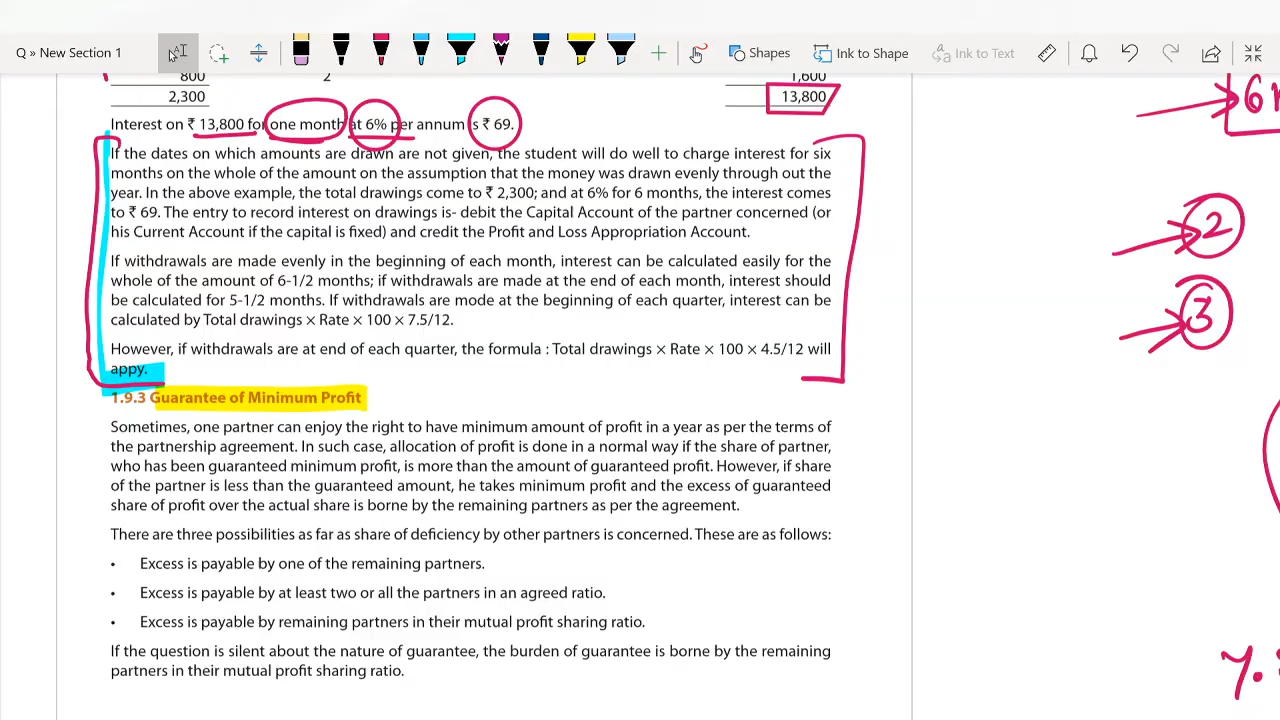 Q » New Section 1
Shapes
Ink to Shape
Ink to Text
800 2 1,600
2,300 13,800
Interest on ₹ 13,800 for one month at 6% per annum is ₹ 69.
If the dates on which amounts are drawn are not given, the student will do well to charge interest for six
months on the whole of the amount on the assumption that the money was drawn evenly through out the
year. In the above example, the total drawings come to ₹ 2,300; and at 6% for 6 months, the interest comes
to ₹ 69. The entry to record interest on drawings is- debit the Capital Account of the partner concerned (or
his Current Account if the capital is fixed) and credit the Profit and Loss Appropriation Account.
If withdrawals are made evenly in the beginning of each month, interest can be calculated easily for the
whole of the amount of 6-1/2 months; if withdrawals are made at the end of each month, interest should
be calculated for 5-1/2 months. If withdrawals are mode at the beginning of each quarter, interest can be
calculated by Total drawings × Rate × 100 × 7.5/12.
However, if withdrawals are at end of each quarter, the formula : Total drawings × Rate × 100 × 4.5/12 will
appy.
1.9.3 Guarantee of Minimum Profit
Sometimes, one partner can enjoy the right to have minimum amount of profit in a year as per the terms of
the partnership agreement. In such case, allocation of profit is done in a normal way if the share of partner,
who has been guaranteed minimum profit, is more than the amount of guaranteed profit. However, if share
of the partner is less than the guaranteed amount, he takes minimum profit and the excess of guaranteed
share of profit over the actual share is borne by the remaining partners as per the agreement.
There are three possibilities as far as share of deficiency by other partners is concerned. These are as follows:
• Excess is payable by one of the remaining partners.
• Excess is payable by at least two or all the partners in an agreed ratio.
• Excess is payable by remaining partners in their mutual profit sharing ratio.
If the question is silent about the nature of guarantee, the burden of guarantee is borne by the remaining
partners in their mutual profit sharing ratio.
6
2
3
7.